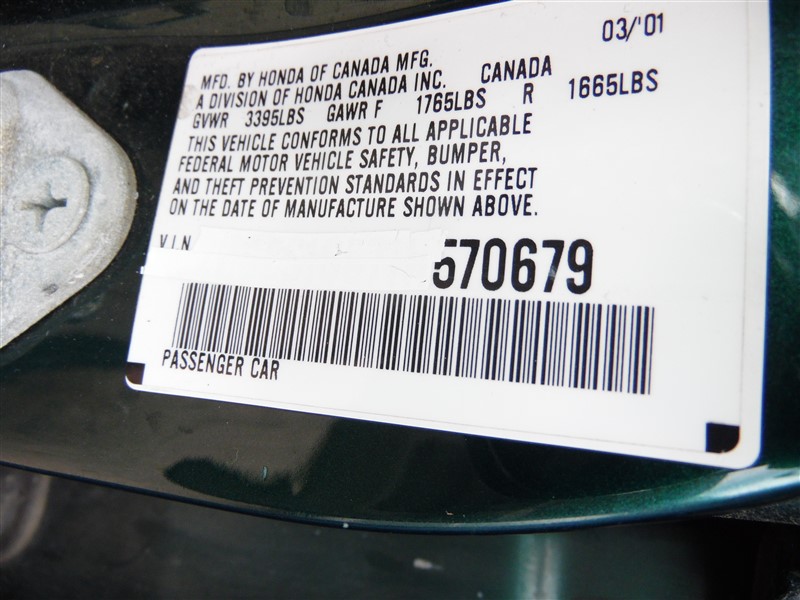 03/'01
MFD. BY HONDA OF CANADA MFG.
A DIVISION OF HONDA CANADA INC. CANADA
GVWR 3395LBS GAWR F 1765LBS R 1665LBS
THIS VEHICLE CONFORMS TO ALL APPLICABLE
FEDERAL MOTOR VEHICLE SAFETY, BUMPER,
AND THEFT PREVENTION STANDARDS IN EFFECT
ON THE DATE OF MANUFACTURE SHOWN ABOVE.
V.I.N 570679
PASSENGER CAR